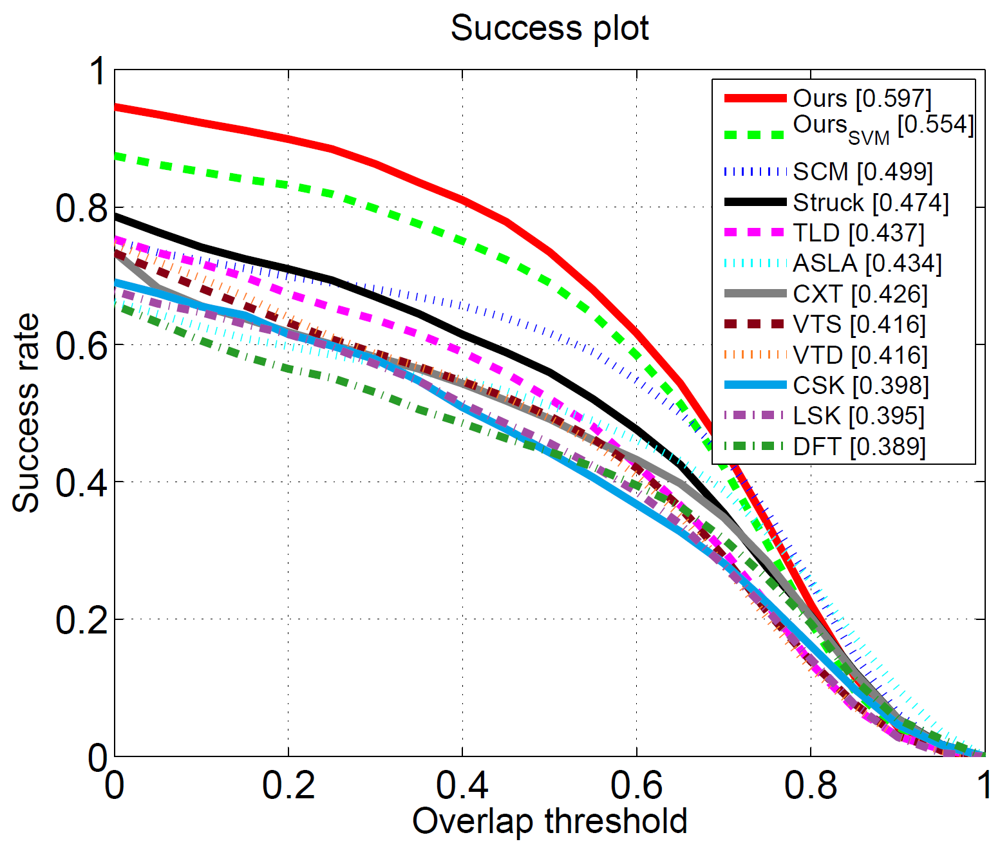 Success plot
Success rate
1
0.8
0.6
0.4
0.2
0
0 0.2 0.4 0.6 0.8 1
Overlap threshold
Ours [0.597]
Ours_SVM [0.554]
SCM [0.499]
Struck [0.474]
TLD [0.437]
ASLA [0.434]
CXT [0.426]
VTS [0.416]
VTD [0.416]
CSK [0.398]
LSK [0.395]
DFT [0.389]